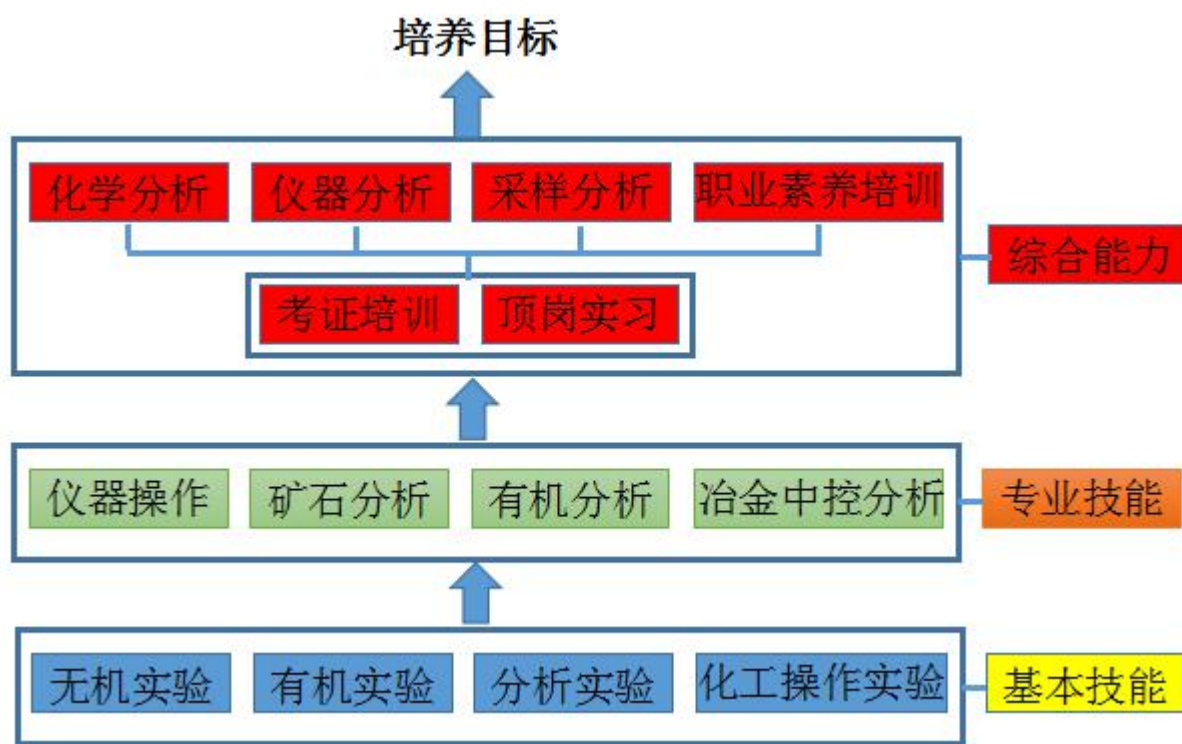 培养目标
化学分析
仪器分析
采样分析
职业素养培训
综合能力
考证培训
顶岗实习
仪器操作
矿石分析
有机分析
冶金中控分析
专业技能
无机实验
有机实验
分析实验
化工操作实验
基本技能